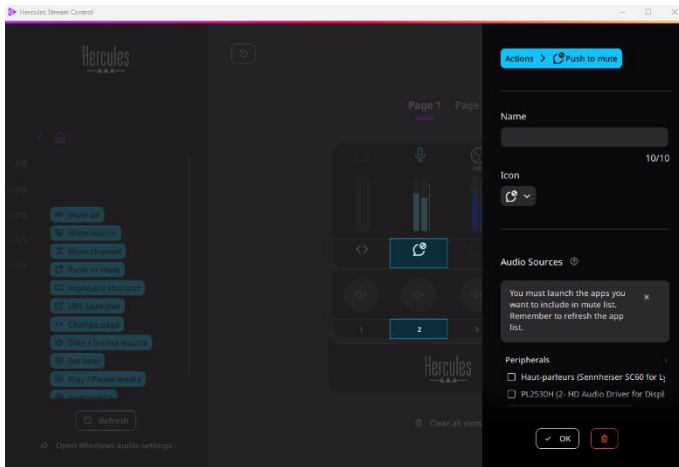 Hercules Stream Control
Hercules
Mute all
Mute source
Mute channel
Push to mute
Keyboard shortcut
URL launcher
Change page
Solo / Isolate source
Set level
Play / Pause media
Refresh
Open Windows audio settings
Page 1 Page
1 2 3
Hercules
Clear all slots
Actions > Push to mute
Name
10/10
Icon
Audio Sources
You must launch the apps you
want to include in mute list.
Remember to refresh the app
list.
Peripherals
Haut-parleurs (Sennheiser SC60 for Ly
PL2530H (2- HD Audio Driver for Displ
OK